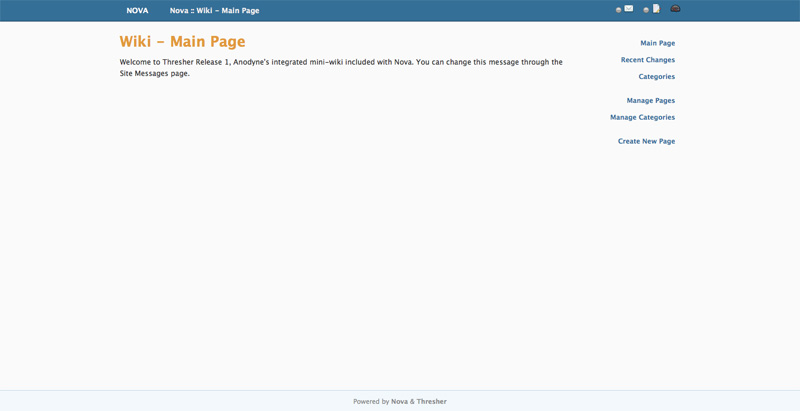 NOVA Nova :: Wiki - Main Page
Wiki - Main Page
Welcome to Thresher Release 1, Anodyne's integrated mini-wiki included with Nova. You can change this message through the
Site Messages page.
Main Page
Recent Changes
Categories
Manage Pages
Manage Categories
Create New Page
Powered by Nova & Thresher